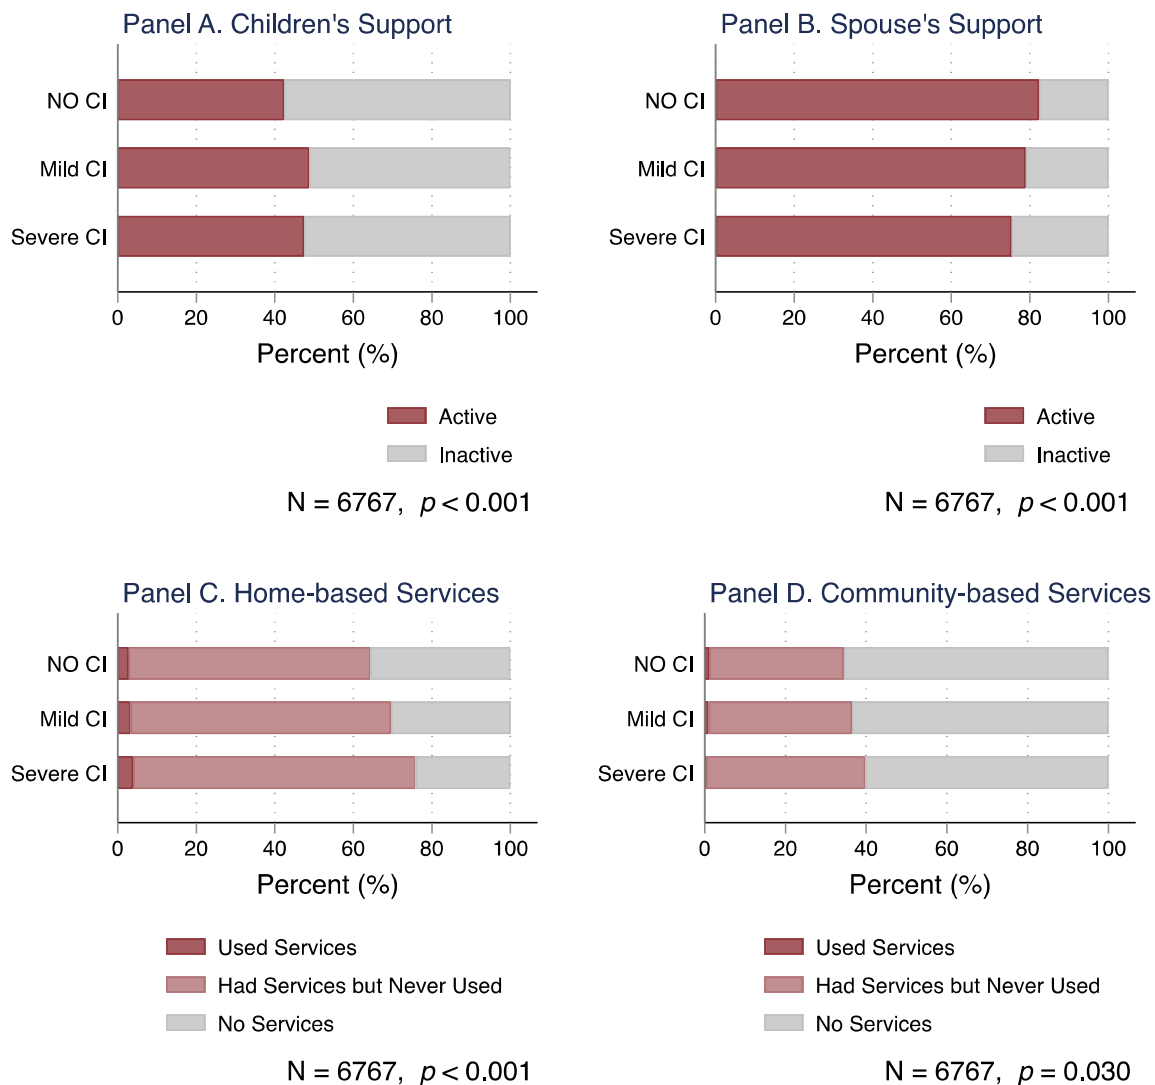 Panel A. Children's Support
NO CI
Mild CI
Severe CI
0 20 40 60 80 100
Percent (%)
Active
Inactive
N = 6767, p < 0.001
Panel B. Spouse's Support
NO CI
Mild CI
Severe CI
0 20 40 60 80 100
Percent (%)
Active
Inactive
N = 6767, p < 0.001
Panel C. Home-based Services
NO CI
Mild CI
Severe CI
0 20 40 60 80 100
Percent (%)
Used Services
Had Services but Never Used
No Services
N = 6767, p < 0.001
Panel D. Community-based Services
NO CI
Mild CI
Severe CI
0 20 40 60 80 100
Percent (%)
Used Services
Had Services but Never Used
No Services
N = 6767, p = 0.030